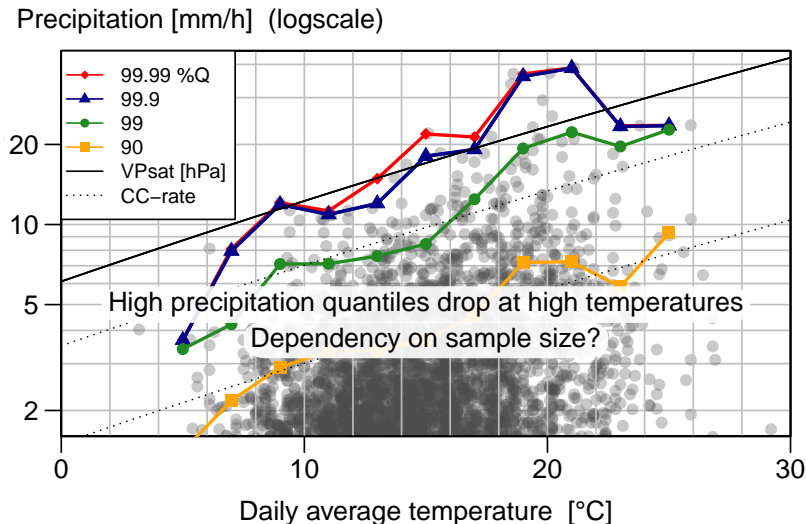 Precipitation [mm/h]  (logscale)
99.99 %Q
99.9
99
90
VPsat [hPa]
CC−rate
20
10
5
2
High precipitation quantiles drop at high temperatures
Dependency on sample size?
0 10 20 30
Daily average temperature  [°C]